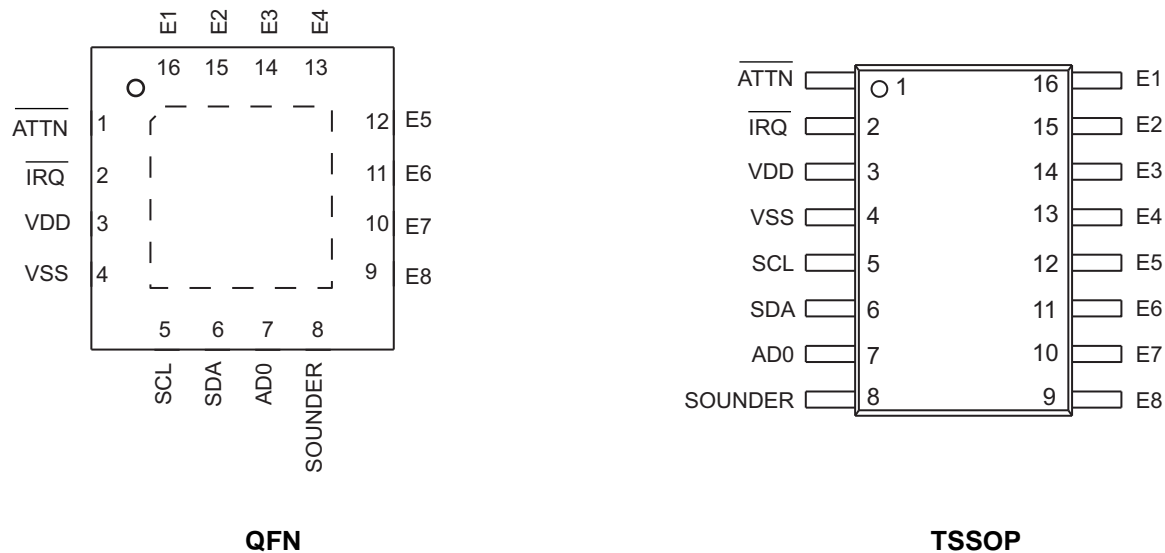 E1 E2 E3 E4
16 15 14 13
ATTN 1 12 E5
IRQ 2 11 E6
VDD 3 10 E7
VSS 4 9 E8
5 6 7 8
SCL SDA AD0 SOUNDER
QFN
ATTN 1 16 E1
IRQ 2 15 E2
VDD 3 14 E3
VSS 4 13 E4
SCL 5 12 E5
SDA 6 11 E6
AD0 7 10 E7
SOUNDER 8 9 E8
TSSOP